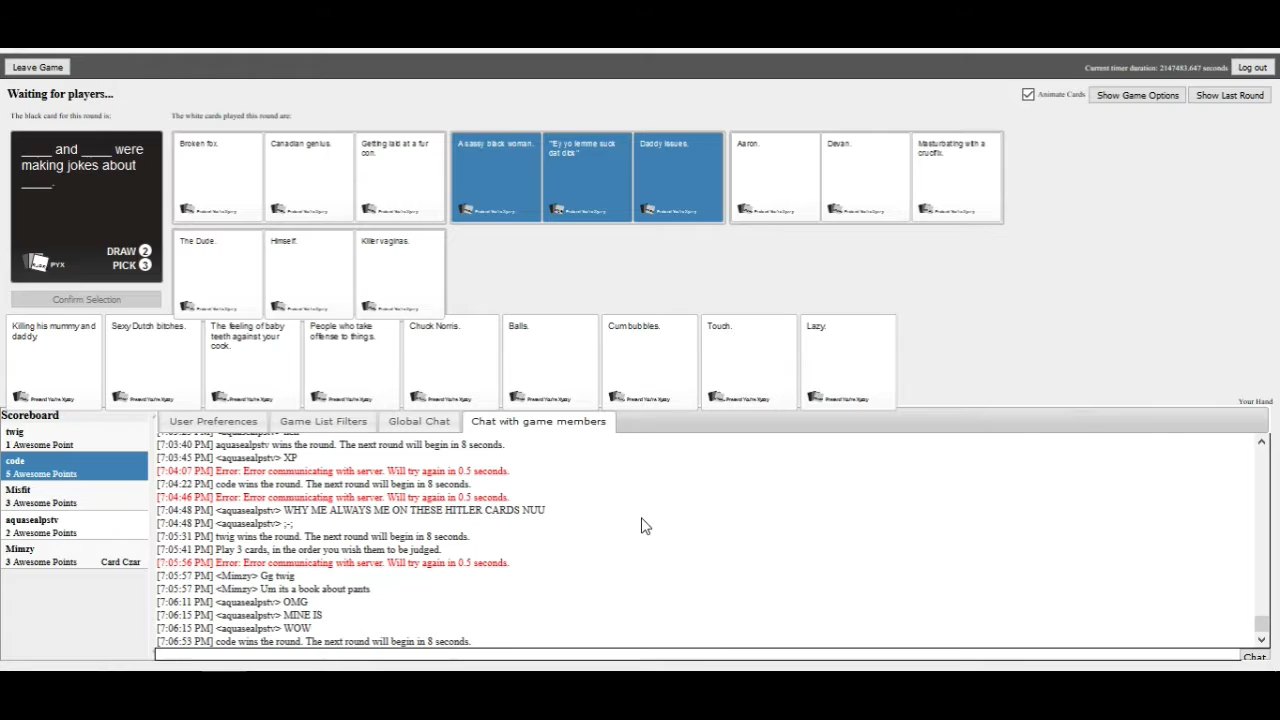 Leave Game
Current timer duration: 2147483.647 seconds
Log out
Waiting for players...
Animate Cards
Show Game Options
Show Last Round
The black card for this round is:
The white cards played this round are:
____ and ____ were
making jokes about
____.
DRAW 2
PICK 3
PYX
Confirm Selection
Broken fox.
Canadian genius.
Getting laid at a fur
con.
A sassy black woman.
"Ey yo lemme suck
dat dick"
Daddy issues.
Aaron.
Devan.
Masturbating with a
crucifix.
The Dude.
Himself.
Killer vaginas.
Killing his mummy and
daddy.
Sexy Dutch bitches.
The feeling of baby
teeth against your
cock.
People who take
offense to things.
Chuck Norris.
Balls.
Cum bubbles.
Touch.
Lazy.
Your Hand
Scoreboard
twig
1 Awesome Point
code
5 Awesome Points
Misfit
3 Awesome Points
aquasealpstv
2 Awesome Points
Mimzy
3 Awesome Points Card Czar
User Preferences
Game List Filters
Global Chat
Chat with game members
[7:03:40 PM] aquasealpstv wins the round. The next round will begin in 8 seconds.
[7:03:45 PM] <aquasealpstv> XP
[7:04:07 PM] Error: Error communicating with server. Will try again in 0.5 seconds.
[7:04:22 PM] code wins the round. The next round will begin in 8 seconds.
[7:04:46 PM] Error: Error communicating with server. Will try again in 0.5 seconds.
[7:04:48 PM] <aquasealpstv> WHY ME ALWAYS ME ON THESE HITLER CARDS NUU
[7:04:48 PM] <aquasealpstv> ;-;
[7:05:31 PM] twig wins the round. The next round will begin in 8 seconds.
[7:05:41 PM] Play 3 cards, in the order you wish them to be judged.
[7:05:56 PM] Error: Error communicating with server. Will try again in 0.5 seconds.
[7:05:57 PM] <Mimzy> Gg twig
[7:05:57 PM] <Mimzy> Um its a book about pants
[7:06:11 PM] <aquasealpstv> OMG
[7:06:15 PM] <aquasealpstv> MINE IS
[7:06:15 PM] <aquasealpstv> WOW
[7:06:53 PM] code wins the round. The next round will begin in 8 seconds.
Chat